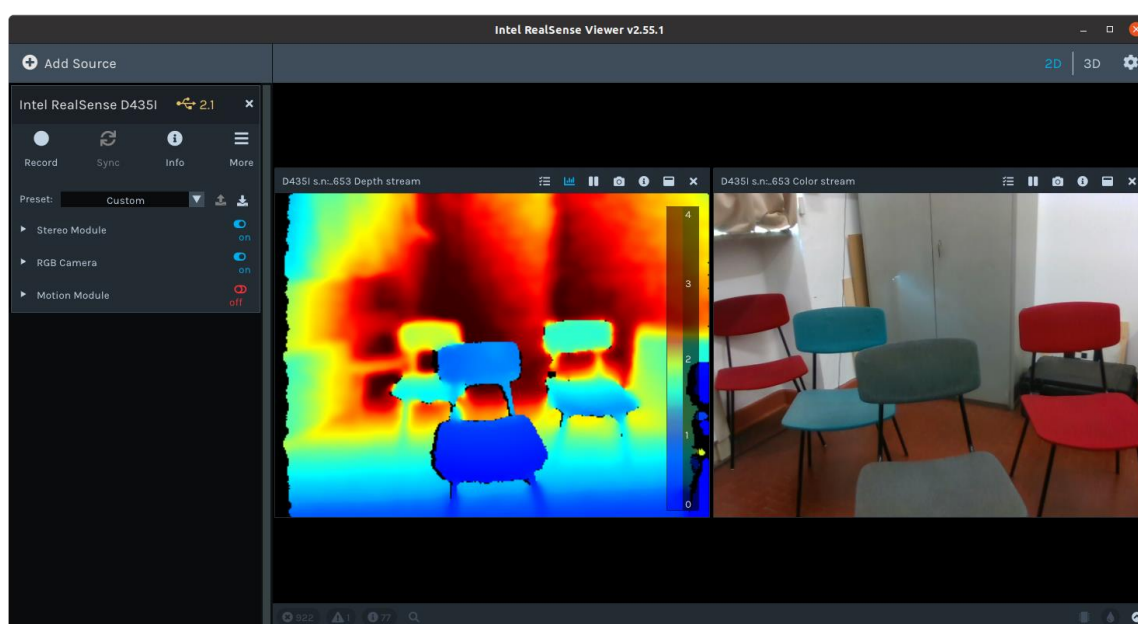 Intel RealSense Viewer v2.55.1
Add Source
2D
3D
Intel RealSense D435I
2.1
Record
Sync
Info
More
Preset:
Custom
Stereo Module
on
RGB Camera
on
Motion Module
off
D435I s.n:..653 Depth stream
4
3
2
1
0
D435I s.n:..653 Color stream
922
1
77